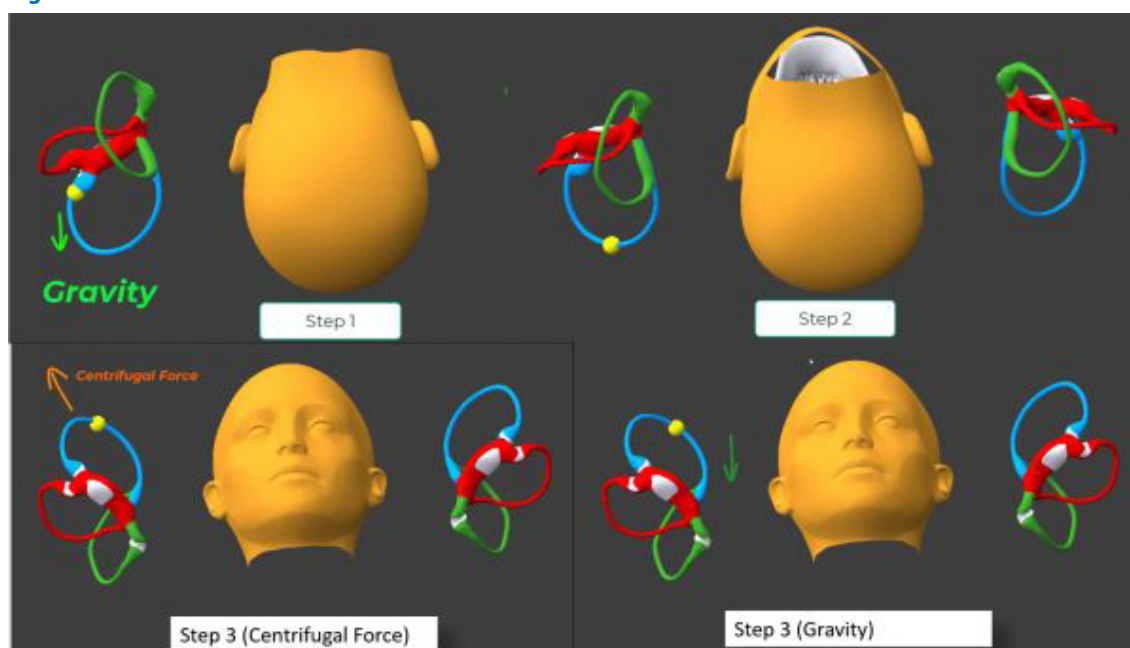 Gravity
Step 1
Step 2
Centrifugal Force
Step 3 (Centrifugal Force)
Step 3 (Gravity)